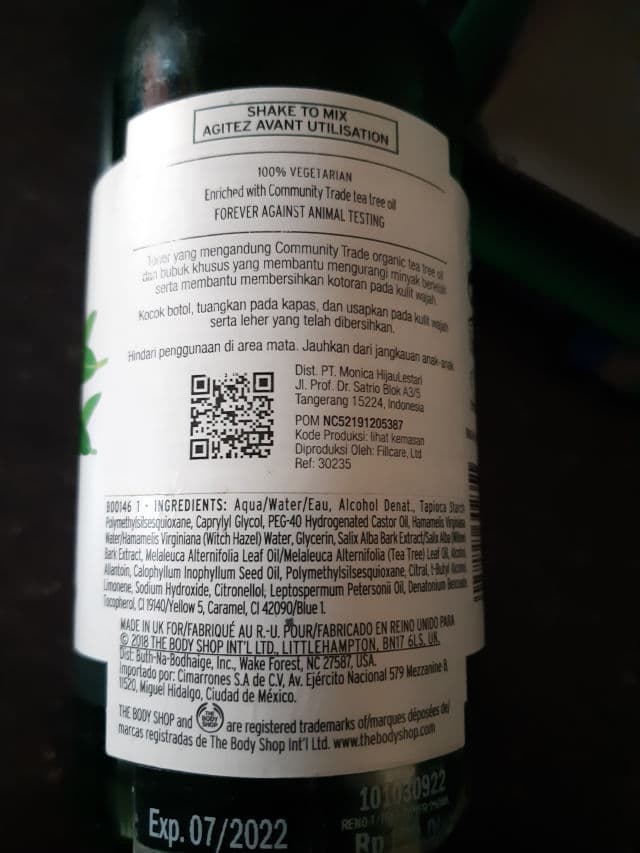 SHAKE TO MIX
AGITEZ AVANT UTILISATION
100% VEGETARIAN
Enriched with Community Trade tea tree oil
FOREVER AGAINST ANIMAL TESTING
Toner yang mengandung Community Trade organic tea tree oil
dan bubuk khusus yang membantu mengurangi minyak berlebih
serta membantu membersihkan kotoran pada kulit wajah.
Kocok botol, tuangkan pada kapas, dan usapkan pada kulit wajah
serta leher yang telah dibersihkan.
Hindari penggunaan di area mata. Jauhkan dari jangkauan anak-anak
Dist. PT. Monica HijauLestari
Jl. Prof. Dr. Satrio Blok A3/5
Tangerang 15224, Indonesia
POM NC52191205387
Kode Produksi: lihat kemasan
Diproduksi Oleh: Fillcare, Ltd
Ref: 30235
B00146 1 - INGREDIENTS: Aqua/Water/Eau, Alcohol Denat., Tapioca Starch
Polymethylsilsesquioxane, Caprylyl Glycol, PEG-40 Hydrogenated Castor Oil, Hamamelis Virginiana
Water/Hamamelis Virginiana (Witch Hazel) Water, Glycerin, Salix Alba Bark Extract/Salix Alba (Willow)
Bark Extract, Melaleuca Alternifolia Leaf Oil/Melaleuca Alternifolia (Tea Tree) Leaf Oil, Alcohol,
Allantoin, Calophyllum Inophyllum Seed Oil, Polymethylsilsesquioxane, Citral, t-Butyl Alcohol,
Limonene, Sodium Hydroxide, Citronellol, Leptospermum Petersonii Oil, Denatonium Benzoate,
Tocopherol, CI 19140/Yellow 5, Caramel, CI 42090/Blue 1.
MADE IN UK FOR/FABRIQUÉ AU R.-U. POUR/FABRICADO EN REINO UNIDO PARA
© 2018 THE BODY SHOP INT'L LTD., LITTLEHAMPTON, BN17 6LS, UK.
Dist: Buth-Na-Bodhaige, Inc., Wake Forest, NC 27587, USA.
Importado por: Cimarrones S.A de C.V, Av. Ejército Nacional 579 Mezzanine B,
11520, Miguel Hidalgo, Ciudad de México.
THE BODY SHOP and THE BODY SHOP are registered trademarks of/marques déposées de/
marcas registradas de The Body Shop Int'l Ltd. www.thebodyshop.com
101030922
Exp. 07/2022
Rp